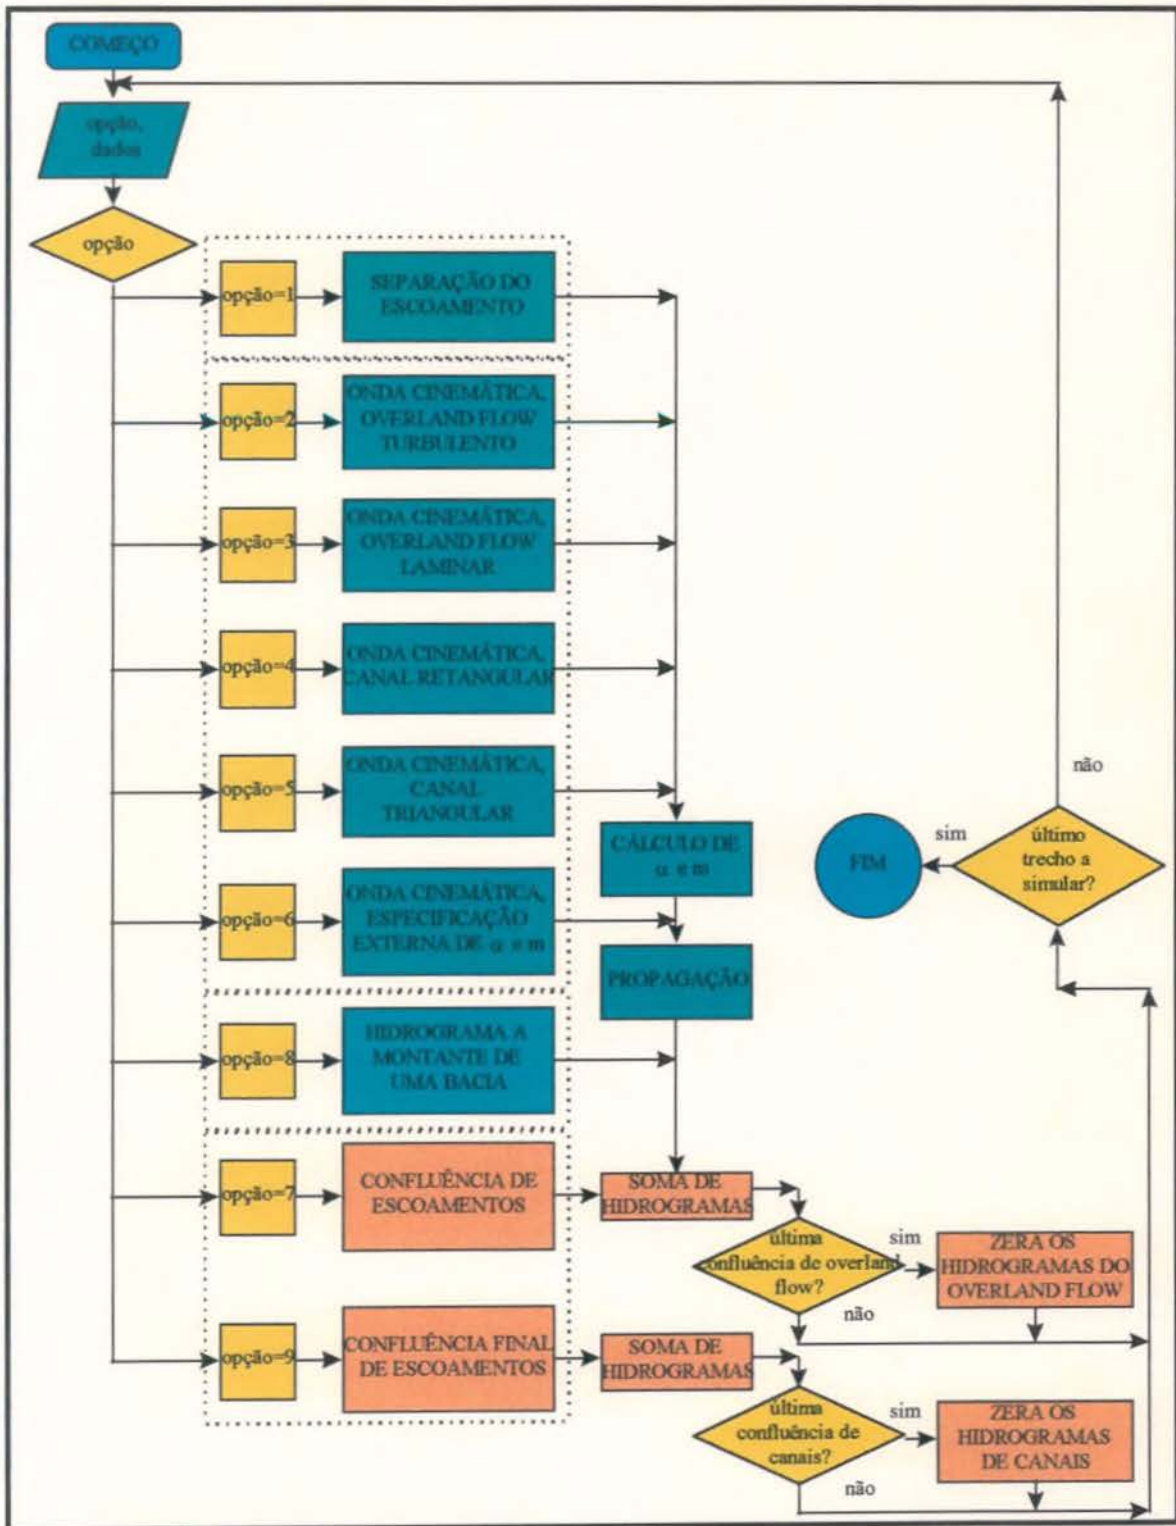 COMEÇO
opção,
dados
opção
opção=1
SEPARAÇÃO DO
ESCOAMENTO
opção=2
ONDA CINEMÁTICA,
OVERLAND FLOW
TURBULENTO
opção=3
ONDA CINEMÁTICA,
OVERLAND FLOW
LAMINAR
opção=4
ONDA CINEMÁTICA,
CANAL RETANGULAR
opção=5
ONDA CINEMÁTICA,
CANAL
TRIANGULAR
CÁLCULO DE
α e m
opção=6
ONDA CINEMÁTICA,
ESPECIFICAÇÃO
EXTERNA DE α e m
PROPAGAÇÃO
não
último
trecho a
simular?
sim
FIM
opção=8
HIDROGRAMA A
MONTANTE DE
UMA BACIA
opção=7
CONFLUÊNCIA DE
ESCOAMENTOS
SOMA DE
HIDROGRAMAS
última
confluência de overland
flow?
sim
ZERA OS
HIDROGRAMAS DO
OVERLAND FLOW
não
opção=9
CONFLUÊNCIA FINAL
DE ESCOAMENTOS
SOMA DE
HIDROGRAMAS
última
confluência de
canais?
sim
ZERA OS
HIDROGRAMAS
DE CANAIS
não